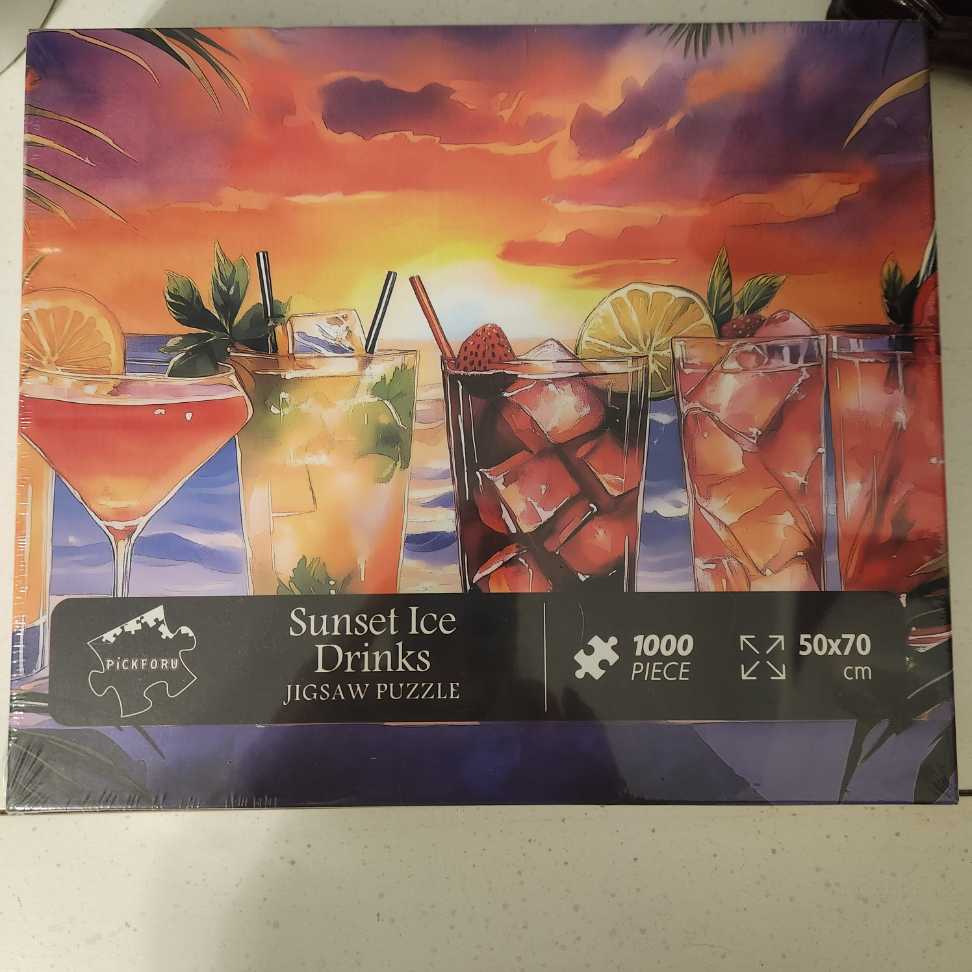 PiCKFORU
Sunset Ice
Drinks
JIGSAW PUZZLE
1000
PIECE
50x70
cm